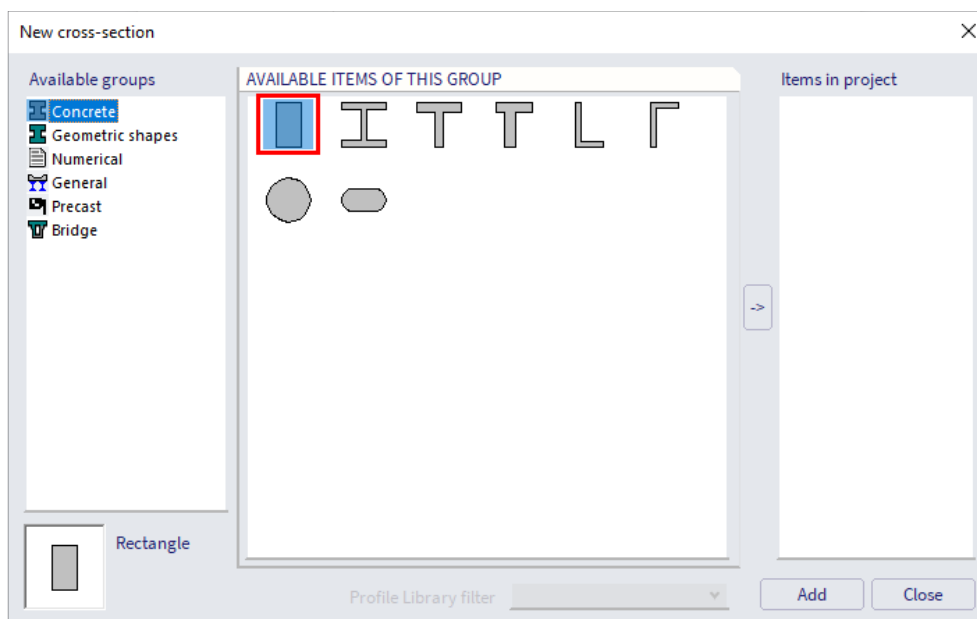 New cross-section
Available groups
AVAILABLE ITEMS OF THIS GROUP
Items in project
Concrete
Geometric shapes
Numerical
General
Precast
Bridge
->
Rectangle
Profile Library filter
Add
Close